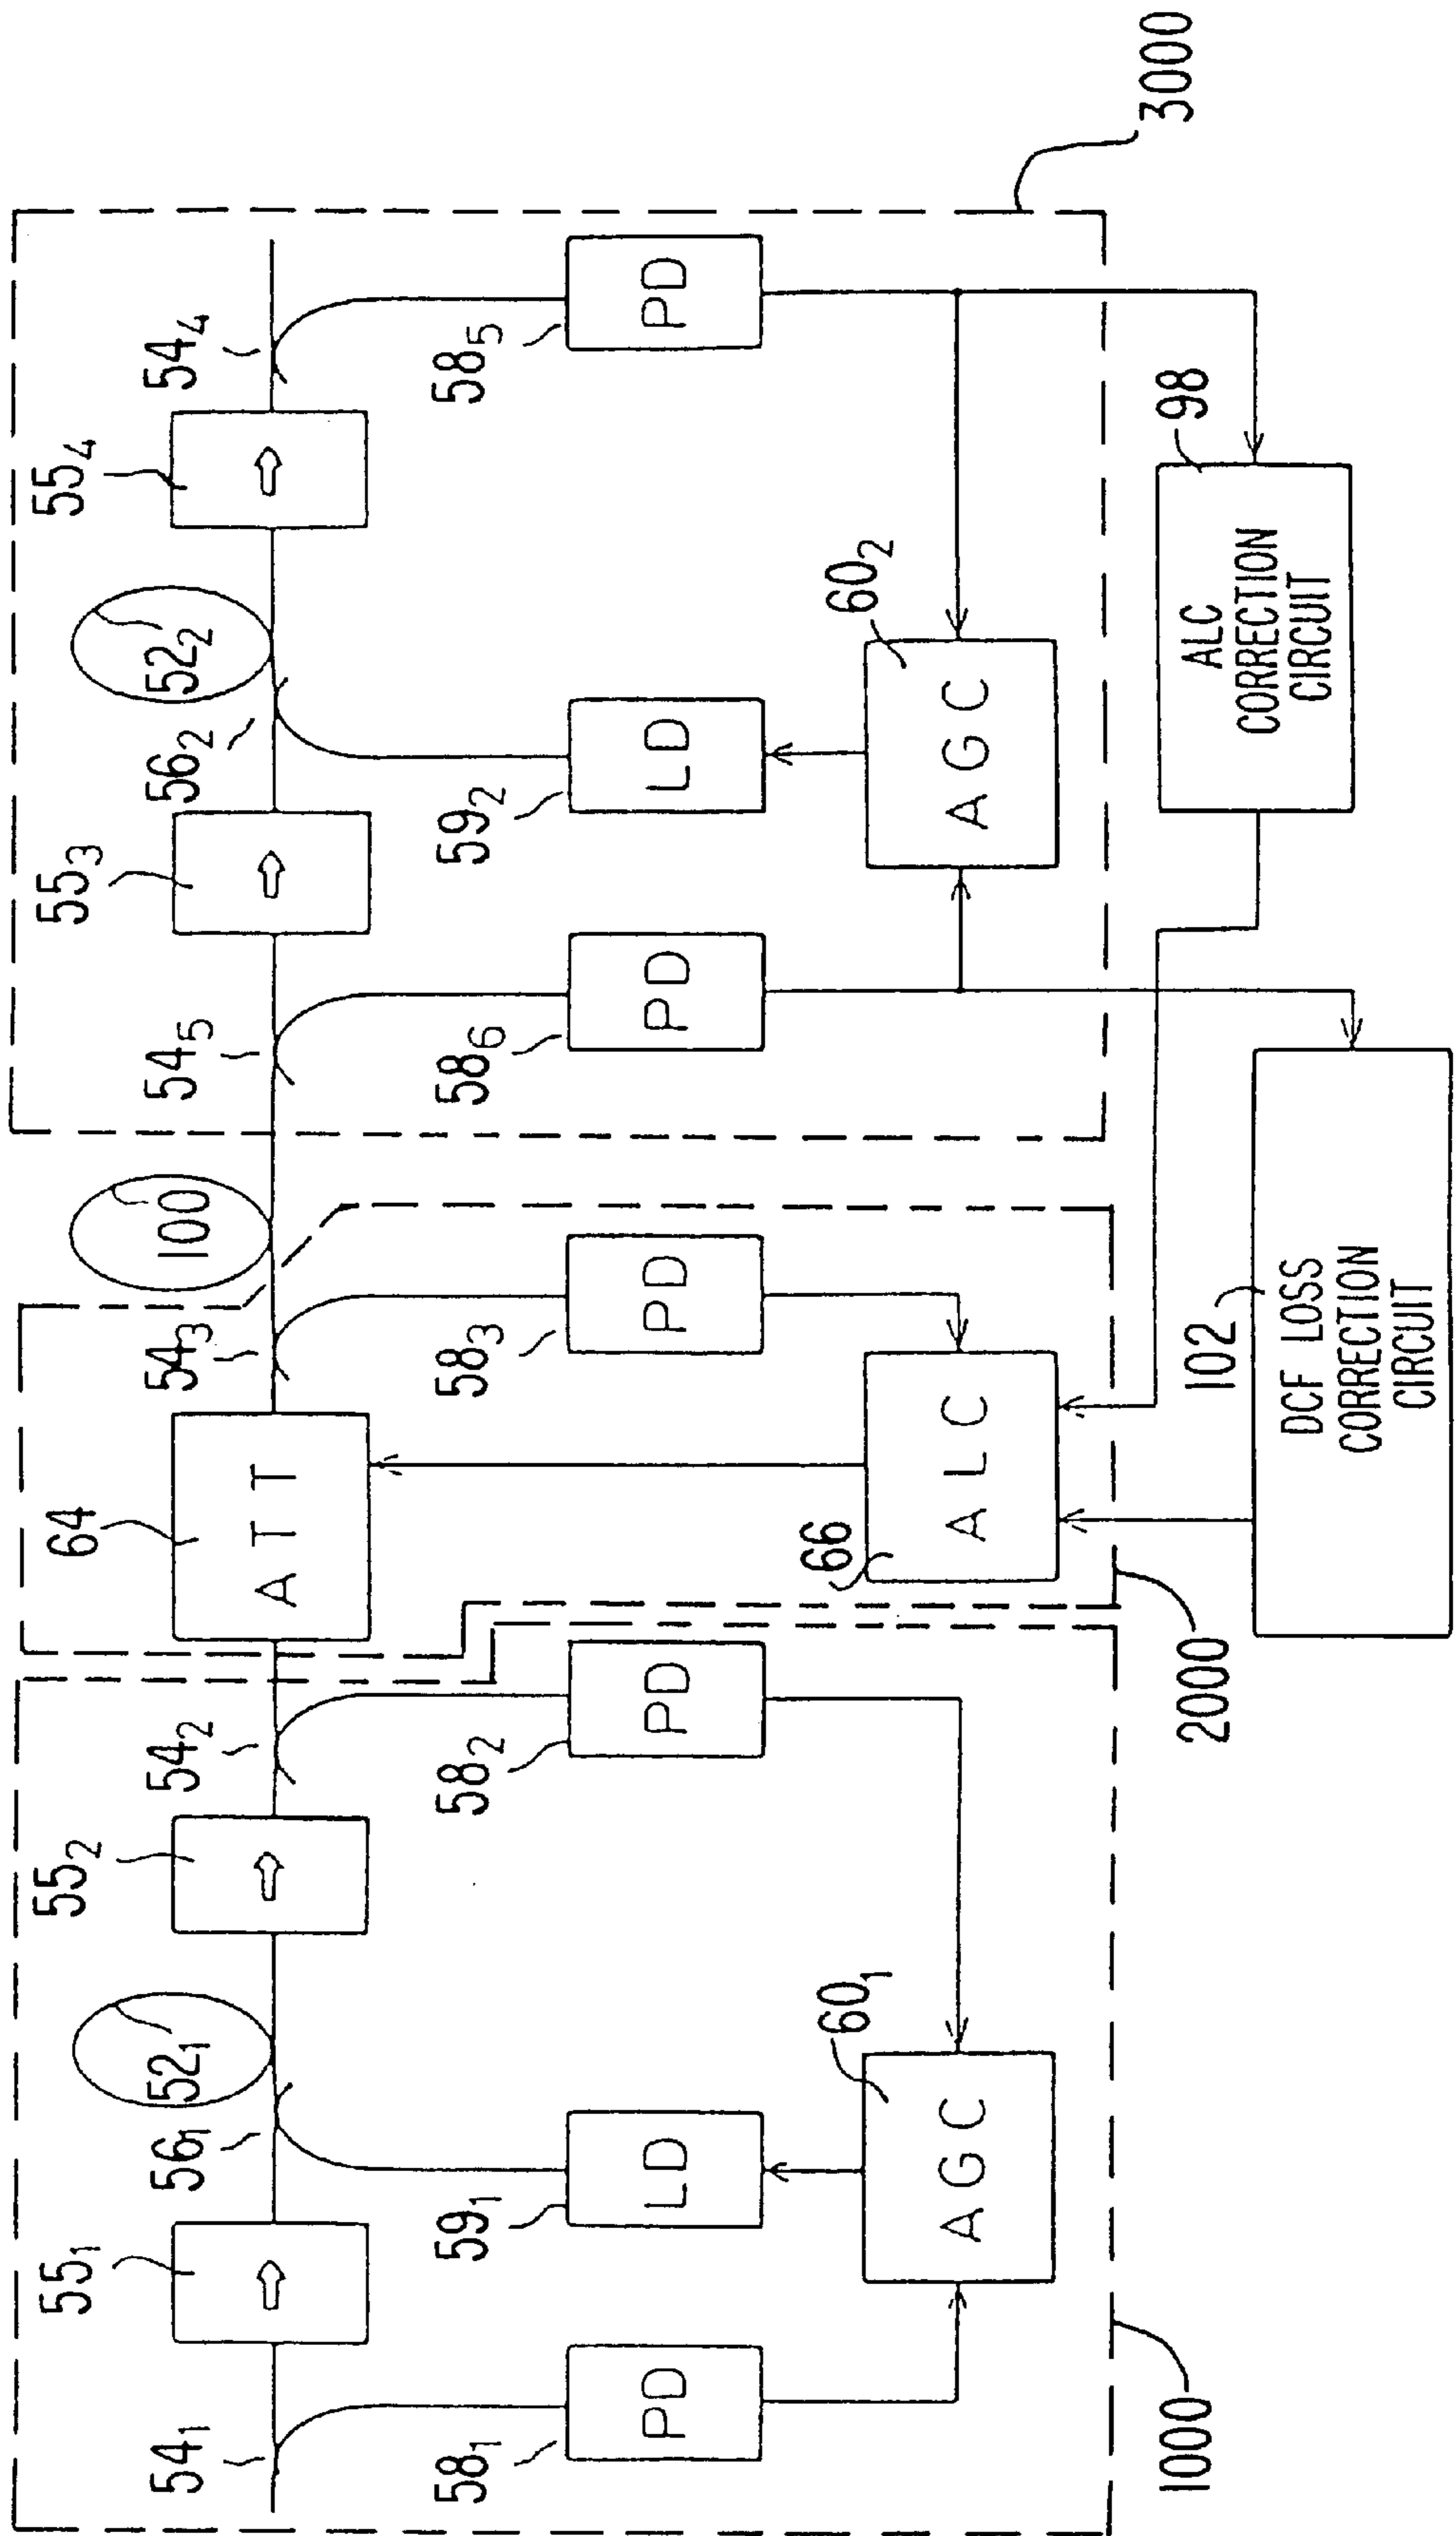 54₁
55₁
56₁
52₁
55₂
54₂
64
54₃
100
54₅
55₃
56₂
52₂
55₄
54₄
ATT
58₁
PD
59₁
LD
58₂
PD
58₃
PD
58₆
PD
59₂
LD
58₅
PD
60₁
AGC
66
ALC
60₂
AGC
1000
2000
3000
102
DCF LOSS
CORRECTION
CIRCUIT
98
ALC
CORRECTION
CIRCUIT